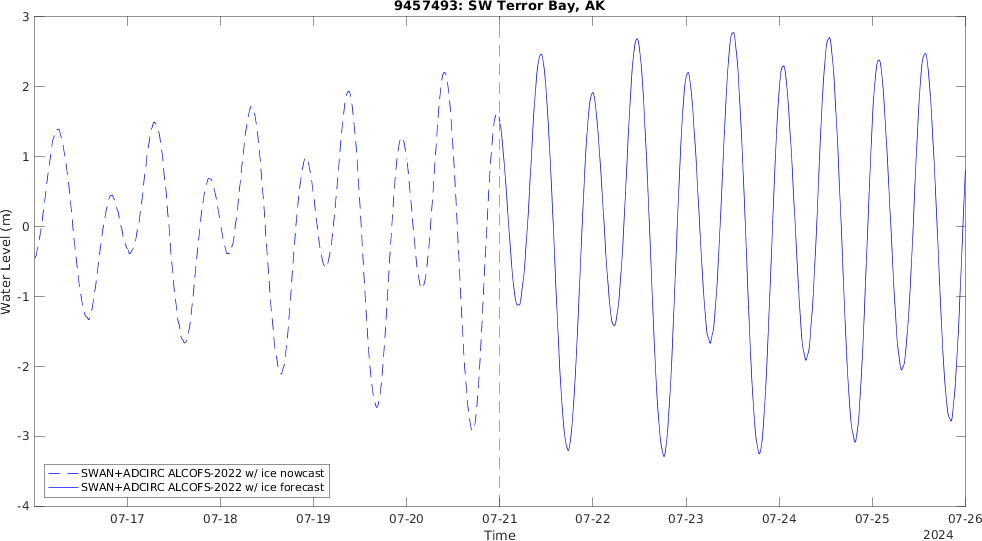 9457493: SW Terror Bay, AK
3
2
1
0
-1
-2
-3
-4
Water Level (m)
SWAN+ADCIRC ALCOFS-2022 w/ ice nowcast
SWAN+ADCIRC ALCOFS-2022 w/ ice forecast
07-17 07-18 07-19 07-20 07-21 07-22 07-23 07-24 07-25 07-26
Time
2024